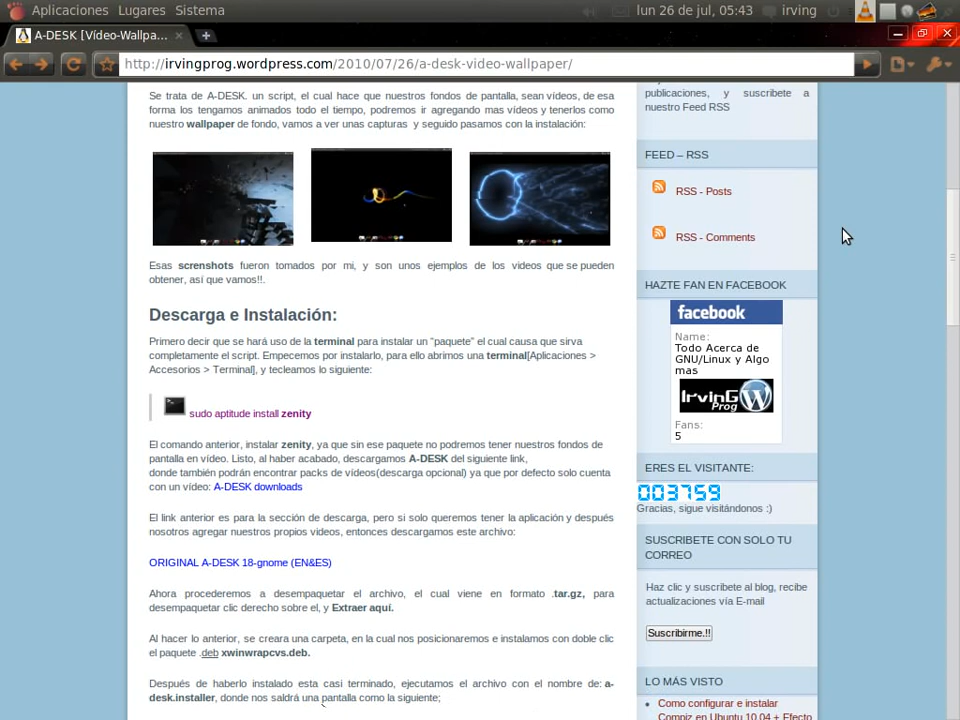 Aplicaciones Lugares Sistema
lun 26 de jul, 05:43 irving
A-DESK [Vídeo-Wallpa...
http://irvingprog.wordpress.com/2010/07/26/a-desk-video-wallpaper/
Se trata de A-DESK. un script, el cual hace que nuestros fondos de pantalla, sean vídeos, de esa
forma los tengamos animados todo el tiempo, podremos ir agregando mas vídeos y tenerlos como
nuestro wallpaper de fondo, vamos a ver unas capturas y seguido pasamos con la instalación:
Esas screnshots fueron tomados por mi, y son unos ejemplos de los videos que se pueden
obtener, así que vamos!!.
Descarga e Instalación:
Primero decir que se hará uso de la terminal para instalar un "paquete" el cual causa que sirva
completamente el script. Empecemos por instalarlo, para ello abrimos una terminal[Aplicaciones >
Accesorios > Terminal], y tecleamos lo siguiente:
sudo aptitude install zenity
El comando anterior, instalar zenity, ya que sin ese paquete no podremos tener nuestros fondos de
pantalla en vídeo. Listo, al haber acabado, descargamos A-DESK del siguiente link,
donde también podrán encontrar packs de vídeos(descarga opcional) ya que por defecto solo cuenta
con un vídeo: A-DESK downloads
El link anterior es para la sección de descarga, pero si solo queremos tener la aplicación y después
nosotros agregar nuestros propios videos, entonces descargamos este archivo:
ORIGINAL A-DESK 18-gnome (EN&ES)
Ahora procederemos a desempaquetar el archivo, el cual viene en formato .tar.gz, para
desempaquetar clic derecho sobre el, y Extraer aquí.
Al hacer lo anterior, se creara una carpeta, en la cual nos posicionaremos e instalamos con doble clic
el paquete .deb xwinwrapcvs.deb.
Después de haberlo instalado esta casi terminado, ejecutamos el archivo con el nombre de: a-
desk.installer, donde nos saldrá una pantalla como la siguiente;
publicaciones, y suscribete a
nuestro Feed RSS
FEED – RSS
RSS - Posts
RSS - Comments
HAZTE FAN EN FACEBOOK
facebook
Name:
Todo Acerca de
GNU/Linux y Algo
mas
IrvinG
Prog
Fans:
5
ERES EL VISITANTE:
003759
Gracias, sigue visitándonos :)
SUSCRIBETE CON SOLO TU
CORREO
Haz clic y suscribete al blog, recibe
actualizaciones vía E-mail
Suscribirme.!!
LO MÁS VISTO
Como configurar e instalar
Compiz en Ubuntu 10.04 + Efecto